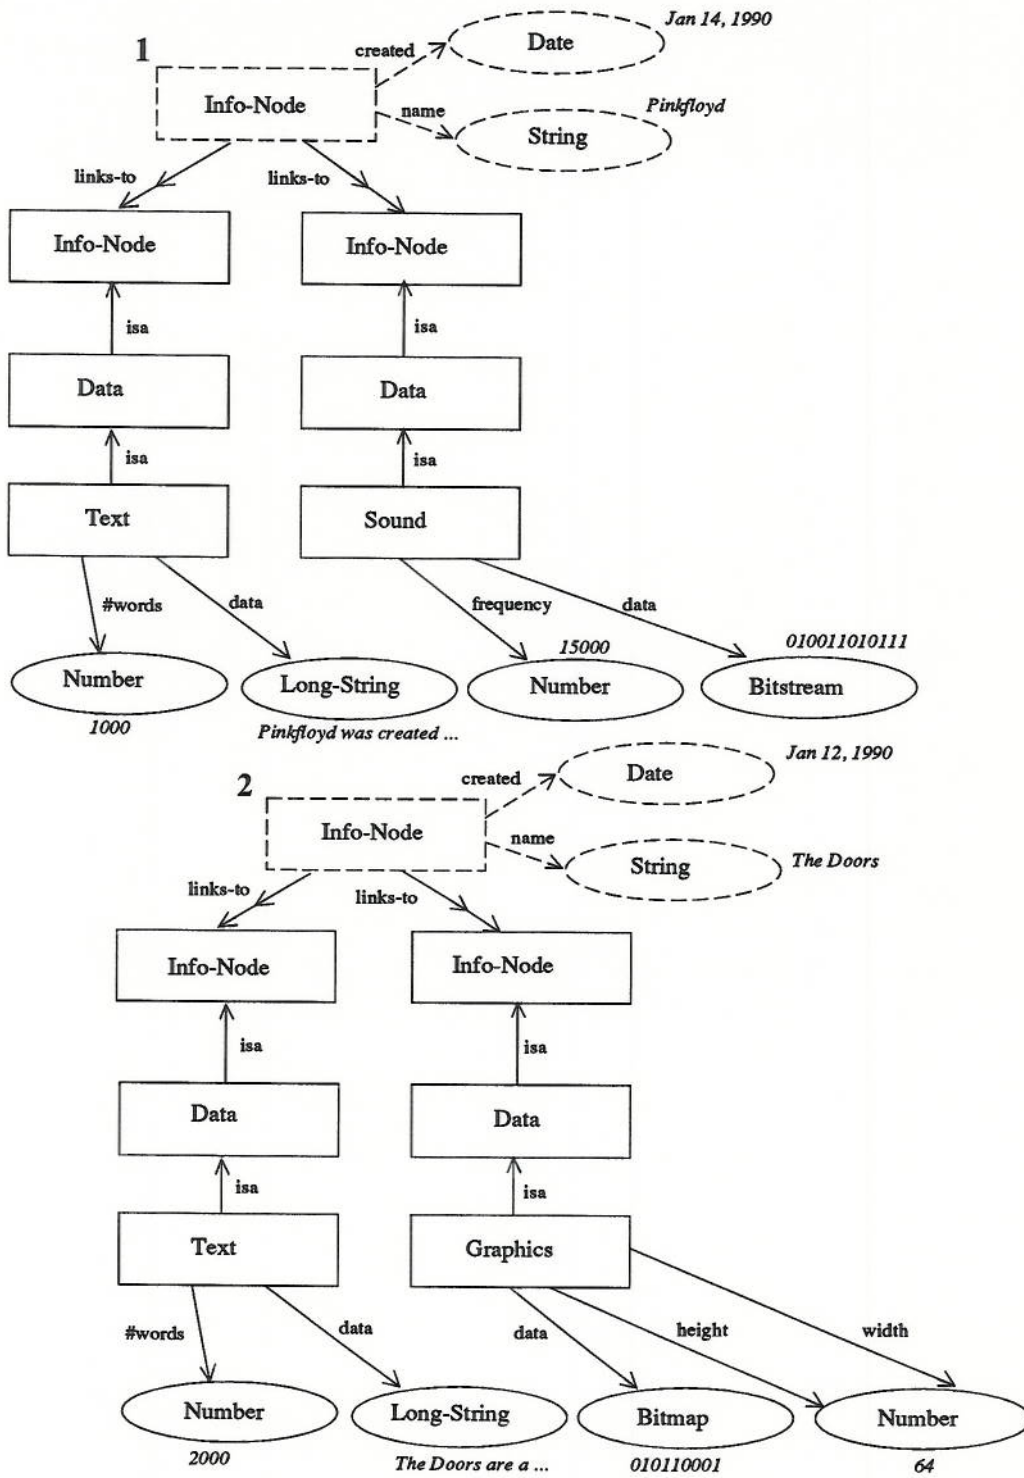 Jan 14, 1990
1
created
Date
Info-Node
name
Pinkfloyd
String
links-to
links-to
Info-Node
Info-Node
isa
isa
Data
Data
isa
isa
Text
Sound
#words
data
frequency
data
Number
Long-String
15000
Number
010011010111
Bitstream
1000
Pinkfloyd was created ...
2
created
Date
Jan 12, 1990
Info-Node
name
String
The Doors
links-to
links-to
Info-Node
Info-Node
isa
isa
Data
Data
isa
isa
Text
Graphics
#words
data
data
height
width
Number
Long-String
Bitmap
Number
2000
The Doors are a ...
010110001
64